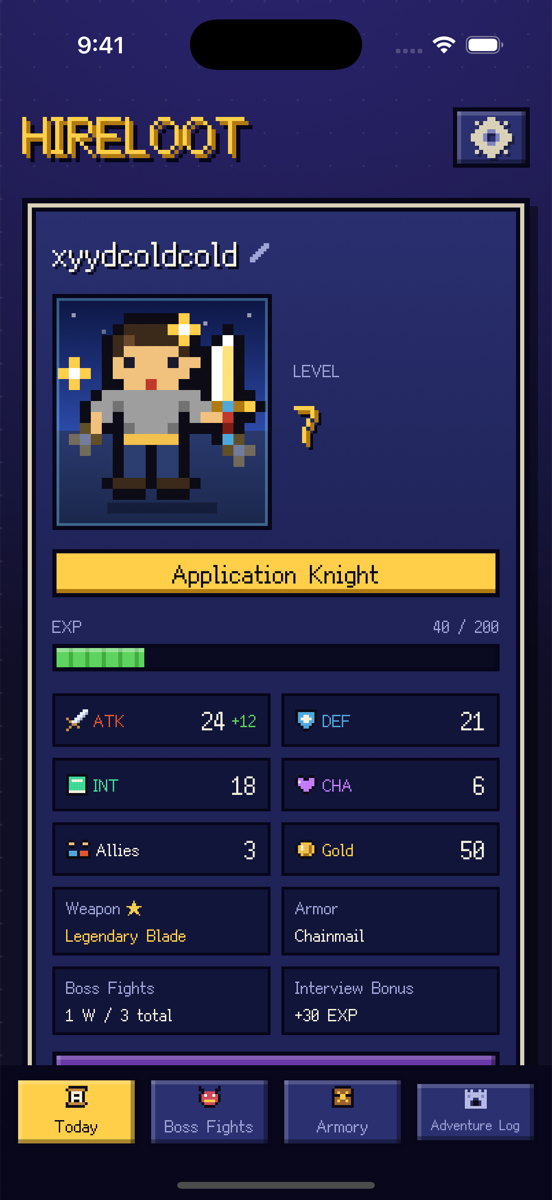 9:41
HIRELOOT
xyydcoldcold
LEVEL
7
Application Knight
EXP 40 / 200
ATK 24 +12 DEF 21
INT 18 CHA 6
Allies 3 Gold 50
Weapon Armor
Legendary Blade Chainmail
Boss Fights Interview Bonus
1 W / 3 total +30 EXP
Today Boss Fights Armory Adventure Log